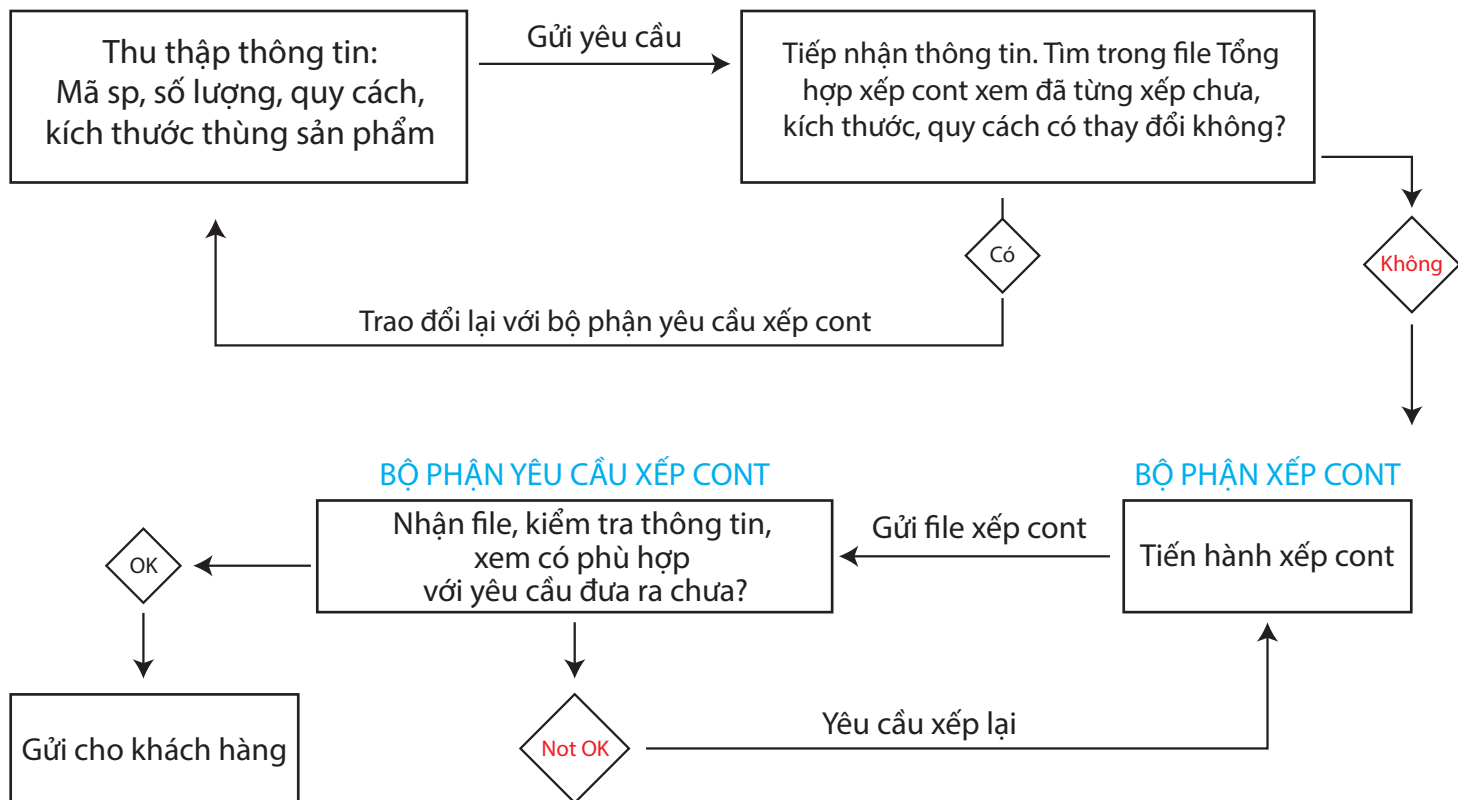 Thu thập thông tin:
Mã sp, số lượng, quy cách,
kích thước thùng sản phẩm
Gửi yêu cầu
Tiếp nhận thông tin. Tìm trong file Tổng
hợp xếp cont xem đã từng xếp chưa,
kích thước, quy cách có thay đổi không?
Có
Không
Trao đổi lại với bộ phận yêu cầu xếp cont
BỘ PHẬN YÊU CẦU XẾP CONT
BỘ PHẬN XẾP CONT
Nhận file, kiểm tra thông tin,
xem có phù hợp
với yêu cầu đưa ra chưa?
Gửi file xếp cont
Tiến hành xếp cont
OK
Gửi cho khách hàng
Not OK
Yêu cầu xếp lại